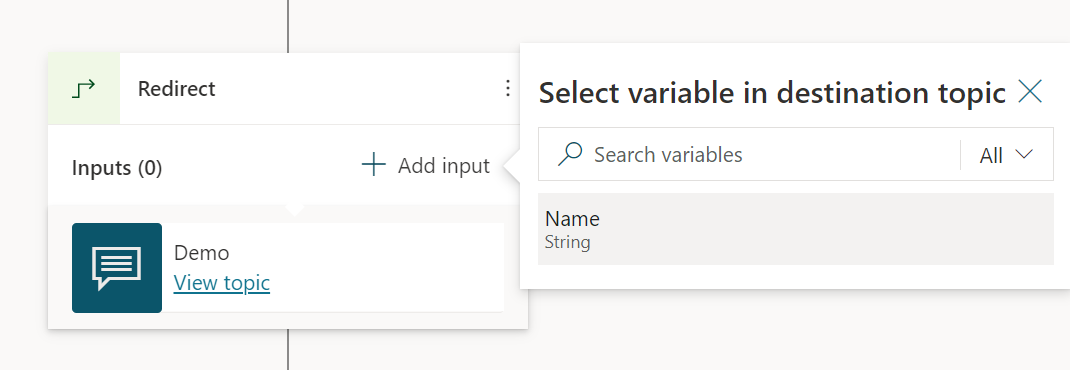 Redirect
Inputs (0)
Add input
Demo
View topic
Select variable in destination topic
Search variables
All
Name
String